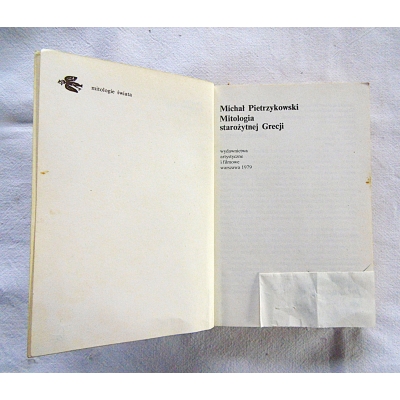 mitologie świata
Michał Pietrzykowski
Mitologia
starożytnej Grecji
wydawnictwa
artystyczne
i filmowe
warszawa 1979